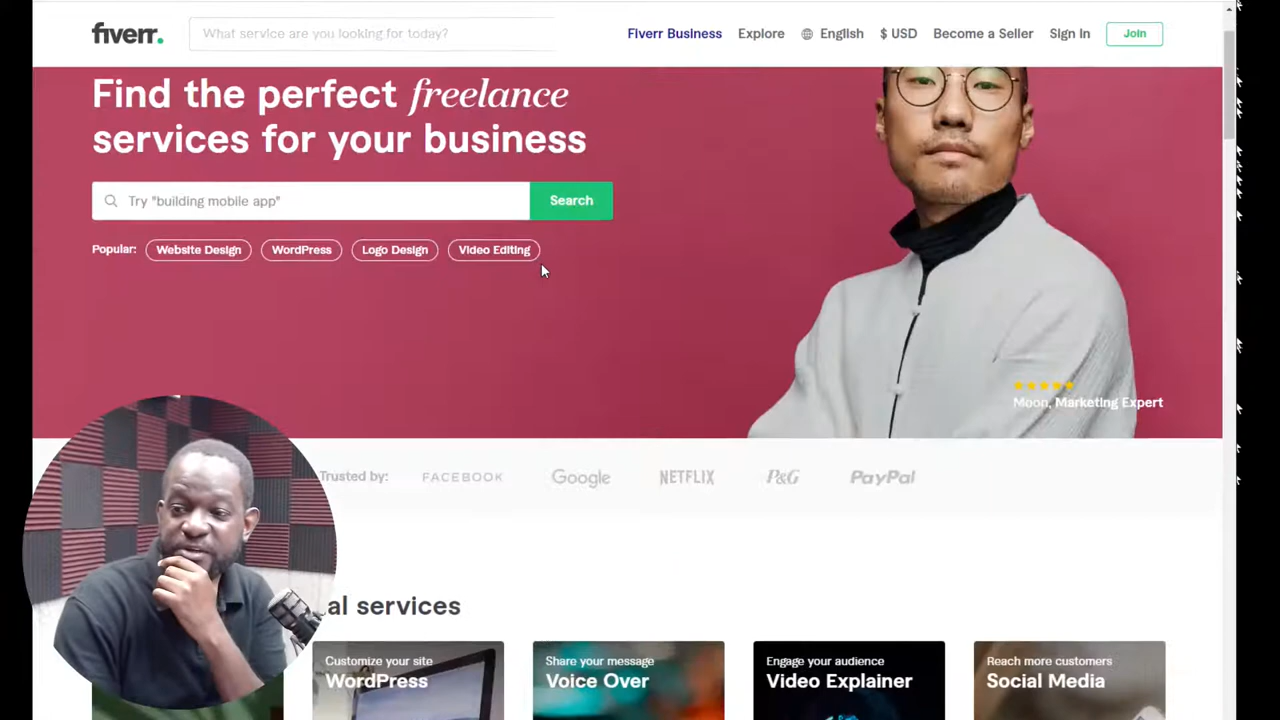 fiverr.
What service are you looking for today?
Fiverr Business
Explore
English
$ USD
Become a Seller
Sign In
Join
Find the perfect freelance
services for your business
Try "building mobile app"
Search
Popular:
Website Design
WordPress
Logo Design
Video Editing
Moon, Marketing Expert
Trusted by:
FACEBOOK
Google
NETFLIX
P&G
PayPal
al services
Customize your site
WordPress
Share your message
Voice Over
Engage your audience
Video Explainer
Reach more customers
Social Media